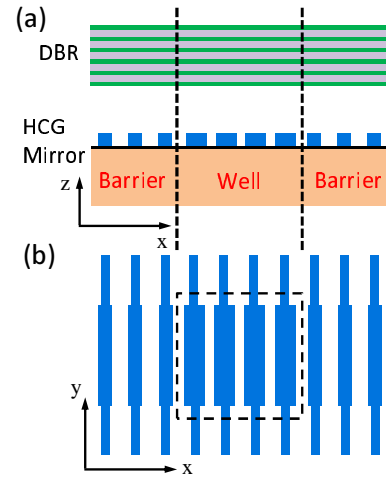 (a)
DBR
HCG
Mirror
Barrier Well Barrier
z
x
(b)
y
x